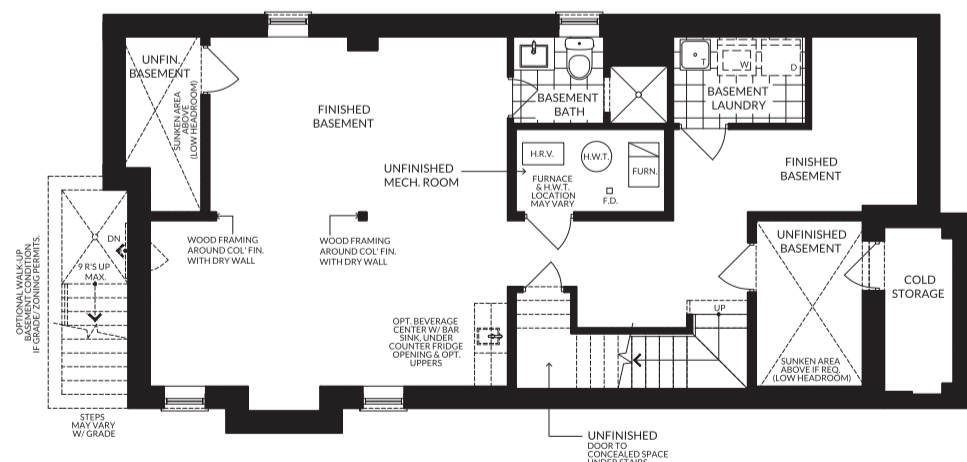 UNFIN.
BASEMENT
SUNKEN AREA
ABOVE
(LOW HEADROOM)
FINISHED
BASEMENT
BASEMENT
BATH
T
W
D
BASEMENT
LAUNDRY
UNFINISHED
MECH. ROOM
H.R.V.
H.W.T.
FURN.
FURNACE
& H.W.T.
LOCATION
MAY VARY
F.D.
FINISHED
BASEMENT
OPTIONAL WALK-UP
BASEMENT CONDITION
IF GRADE/ ZONING PERMITS.
DN
9 R'S UP
MAX.
WOOD FRAMING
AROUND COL' FIN.
WITH DRY WALL
WOOD FRAMING
AROUND COL' FIN.
WITH DRY WALL
UNFINISHED
BASEMENT
COLD
STORAGE
OPT. BEVERAGE
CENTER W/ BAR
SINK, UNDER
COUNTER FRIDGE
OPENING & OPT.
UPPERS
UP
SUNKEN AREA
ABOVE IF REQ.
(LOW HEADROOM)
STEPS
MAY VARY
W/ GRADE
UNFINISHED
DOOR TO
CONCEALED SPACE
UNDER STAIRS